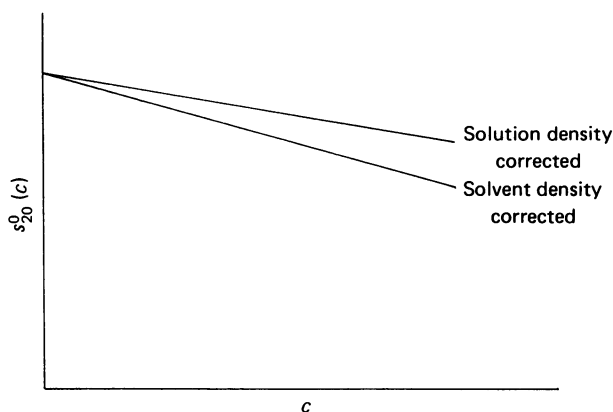 Solution density
corrected
Solvent density
corrected
s⁰₂₀ (c)
c